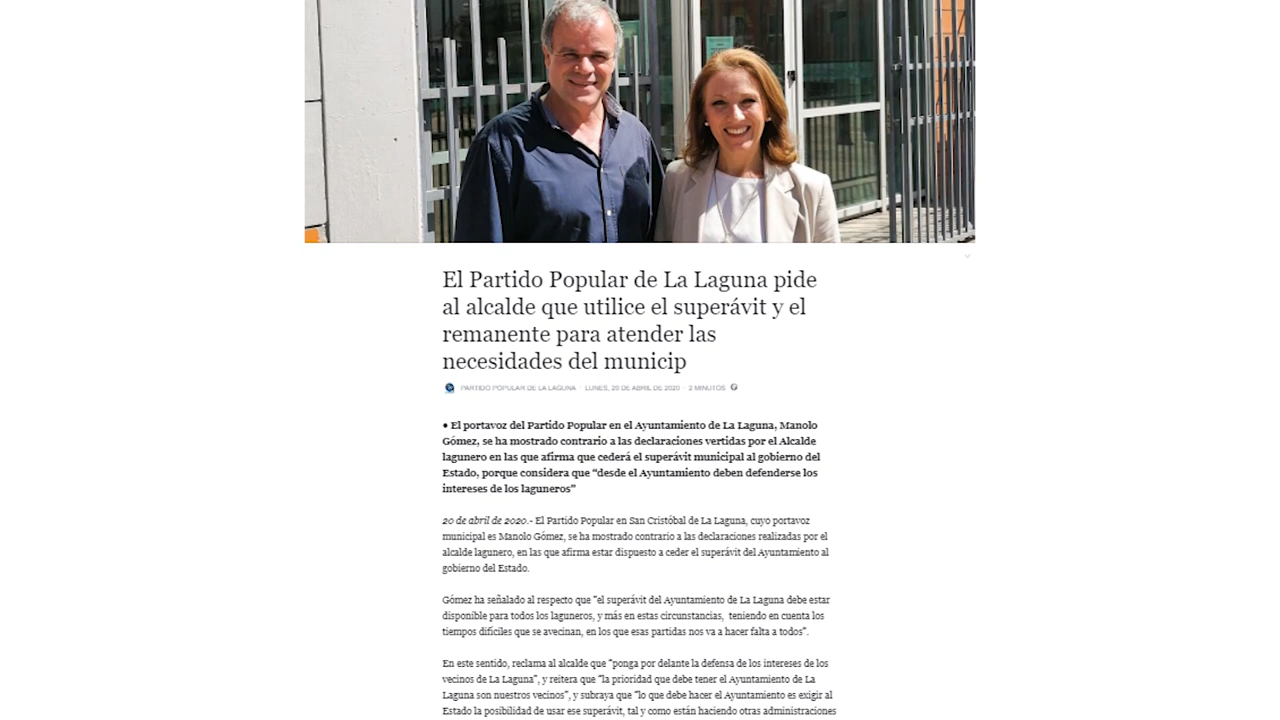 El Partido Popular de La Laguna pide
al alcalde que utilice el superávit y el
remanente para atender las
necesidades del municip
PARTIDO POPULAR DE LA LAGUNA · LUNES, 20 DE ABRIL DE 2020 · 2 MINUTOS
• El portavoz del Partido Popular en el Ayuntamiento de La Laguna, Manolo
Gómez, se ha mostrado contrario a las declaraciones vertidas por el Alcalde
lagunero en las que afirma que cederá el superávit municipal al gobierno del
Estado, porque considera que “desde el Ayuntamiento deben defenderse los
intereses de los laguneros”
20 de abril de 2020.- El Partido Popular en San Cristóbal de La Laguna, cuyo portavoz
municipal es Manolo Gómez, se ha mostrado contrario a las declaraciones realizadas por el
alcalde lagunero, en las que afirma estar dispuesto a ceder el superávit del Ayuntamiento al
gobierno del Estado.
Gómez ha señalado al respecto que “el superávit del Ayuntamiento de La Laguna debe estar
disponible para todos los laguneros, y más en estas circunstancias, teniendo en cuenta los
tiempos difíciles que se avecinan, en los que esas partidas nos va a hacer falta a todos”.
En este sentido, reclama al alcalde que “ponga por delante la defensa de los intereses de los
vecinos de La Laguna”, y reitera que “la prioridad que debe tener el Ayuntamiento de La
Laguna son nuestros vecinos”, y subraya que “lo que debe hacer el Ayuntamiento es exigir al
Estado la posibilidad de usar ese superávit, tal y como están haciendo otras administraciones